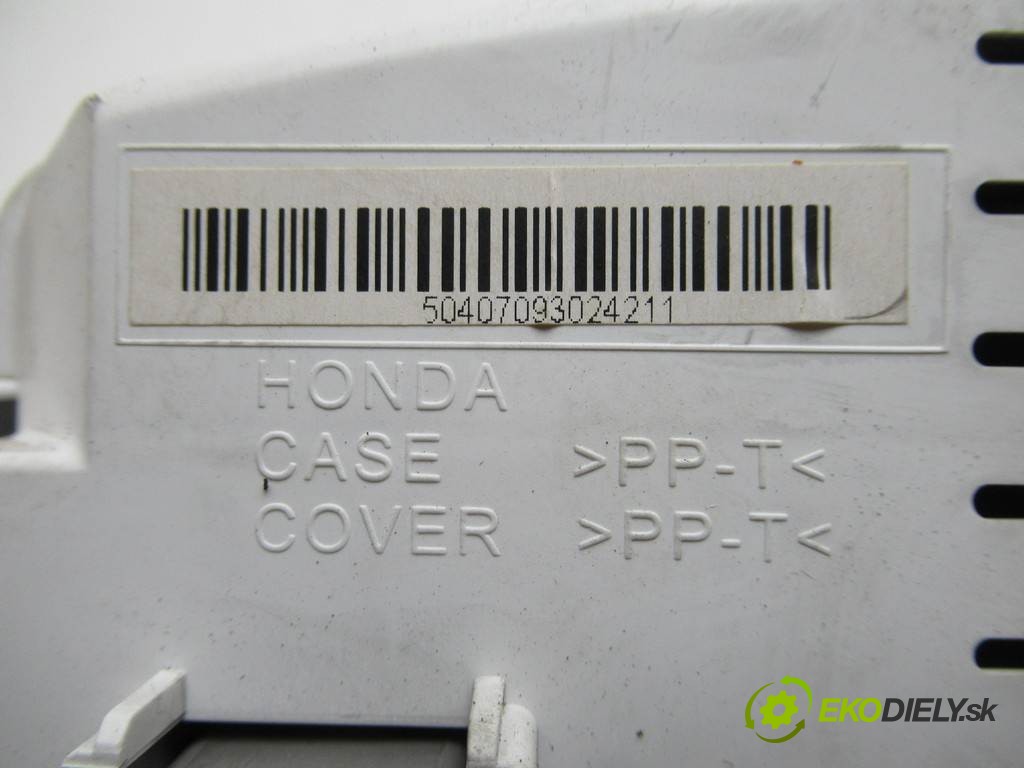 50407093024211
HONDA
CASE >PP-T<
COVER >PP-T<
EKODIELY.sk